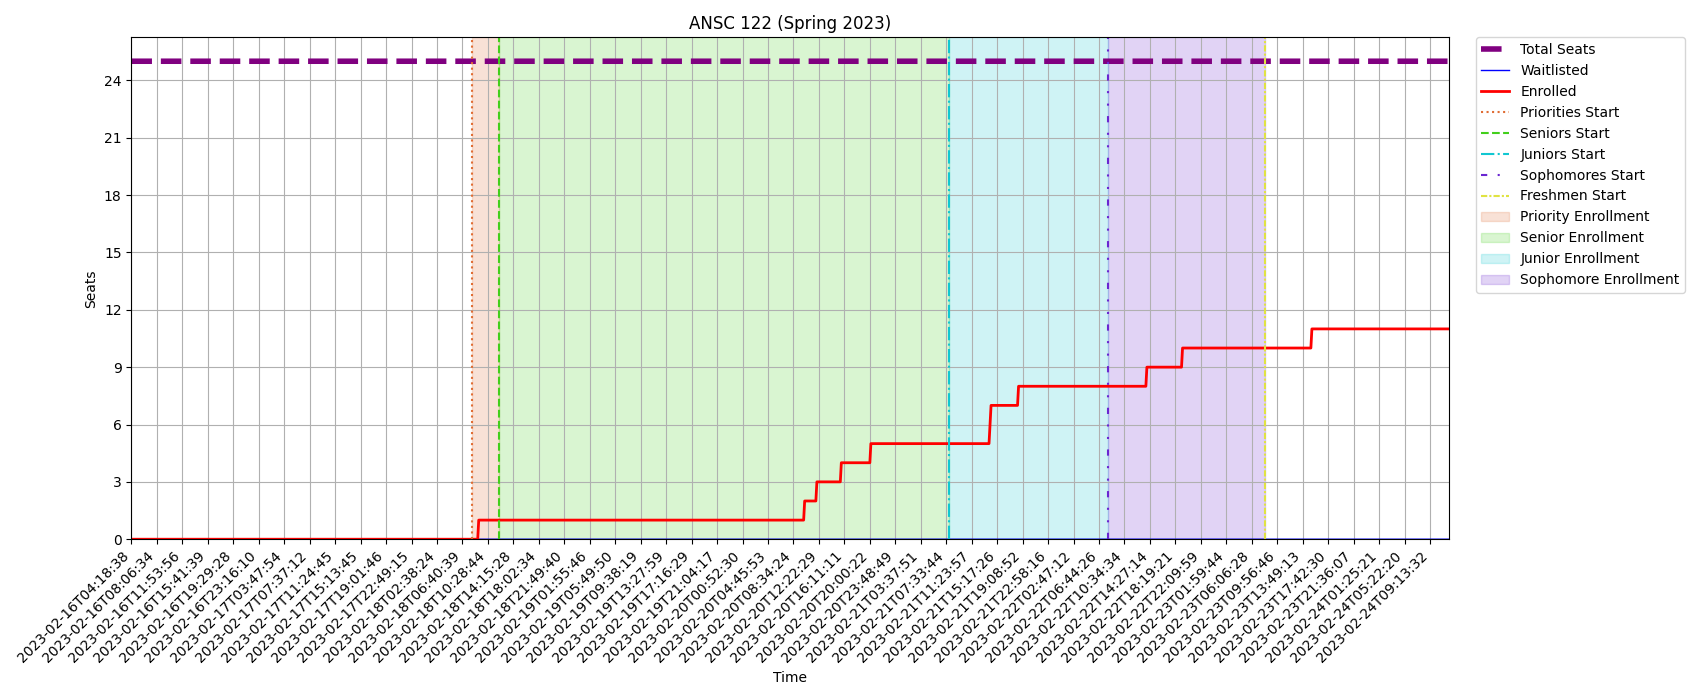 ANSC 122 (Spring 2023)
Total Seats
Waitlisted
Enrolled
Priorities Start
Seniors Start
Juniors Start
Sophomores Start
Freshmen Start
Priority Enrollment
Senior Enrollment
Junior Enrollment
Sophomore Enrollment
Seats
24
21
18
15
12
9
6
3
0
2023-02-16T04:18:38
2023-02-16T08:06:34
2023-02-16T11:53:56
2023-02-16T15:41:39
2023-02-16T19:29:28
2023-02-16T23:16:10
2023-02-17T03:47:54
2023-02-17T07:37:12
2023-02-17T11:24:45
2023-02-17T15:13:45
2023-02-17T19:01:46
2023-02-17T22:49:15
2023-02-18T02:38:24
2023-02-18T06:40:39
2023-02-18T10:28:44
2023-02-18T14:15:28
2023-02-18T18:02:34
2023-02-18T21:49:40
2023-02-19T01:55:46
2023-02-19T05:49:50
2023-02-19T09:38:19
2023-02-19T13:27:59
2023-02-19T17:16:29
2023-02-19T21:04:17
2023-02-20T00:52:30
2023-02-20T04:45:53
2023-02-20T08:34:24
2023-02-20T12:22:29
2023-02-20T16:11:11
2023-02-20T20:00:22
2023-02-20T23:48:49
2023-02-21T03:37:51
2023-02-21T07:33:44
2023-02-21T11:23:57
2023-02-21T15:17:26
2023-02-21T19:08:52
2023-02-21T22:58:16
2023-02-22T02:47:12
2023-02-22T06:44:26
2023-02-22T10:34:34
2023-02-22T14:27:14
2023-02-22T18:19:21
2023-02-22T22:09:59
2023-02-23T01:59:44
2023-02-23T06:06:28
2023-02-23T09:56:46
2023-02-23T13:49:13
2023-02-23T17:42:30
2023-02-23T21:36:07
2023-02-24T01:25:21
2023-02-24T05:22:20
2023-02-24T09:13:32
Time